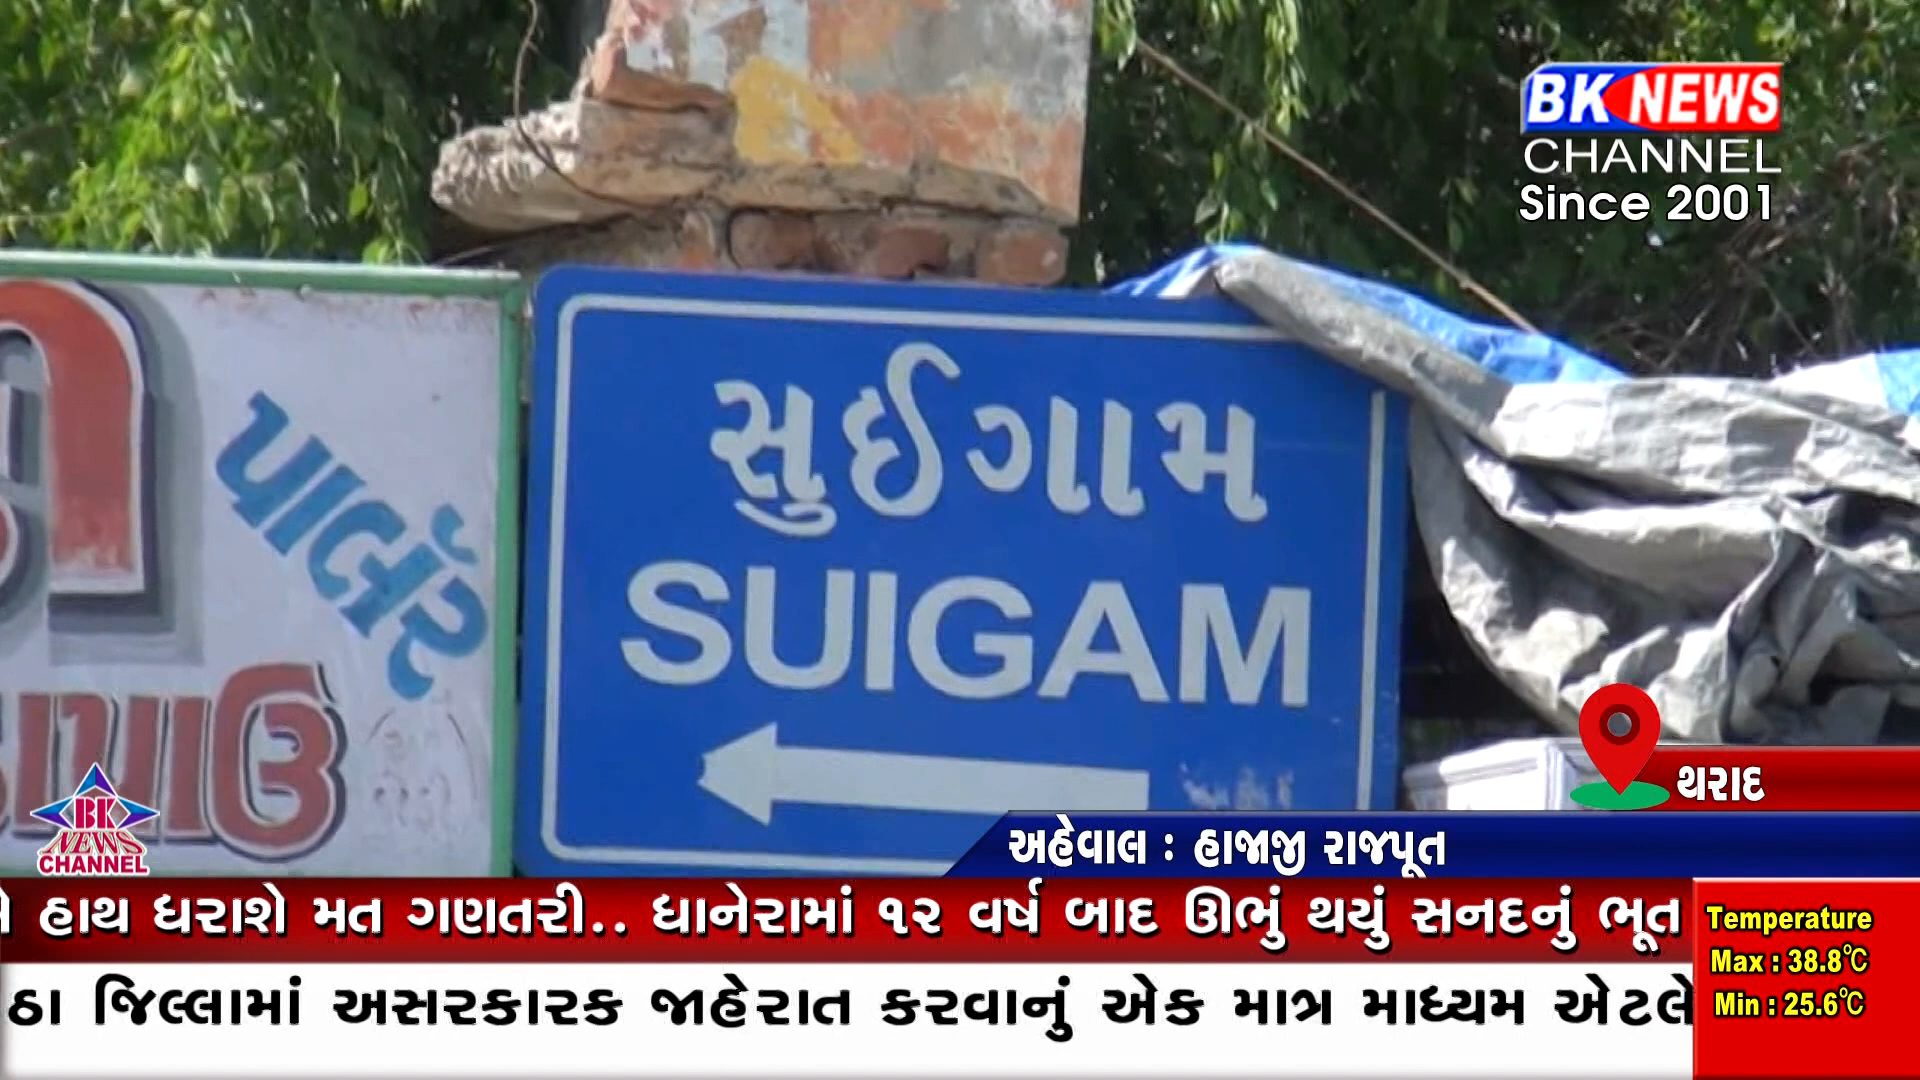 BK NEWS
CHANNEL
Since 2001
પાર્લર
સુઈગામ
SUIGAM
થરાદ
અહેવાલ : હાજાજી રાજપૂત
BK
NEWS
CHANNEL
હાથ ધરાશે મત ગણતરી.. ધાનેરામાં ૧૨ વર્ષ બાદ ઊભું થયું સનદનું ભૂત
ઠા જિલ્લામાં અસરકારક જાહેરાત કરવાનું એક માત્ર માધ્યમ એટલે
Temperature
Max : 38.8°C
Min : 25.6°C